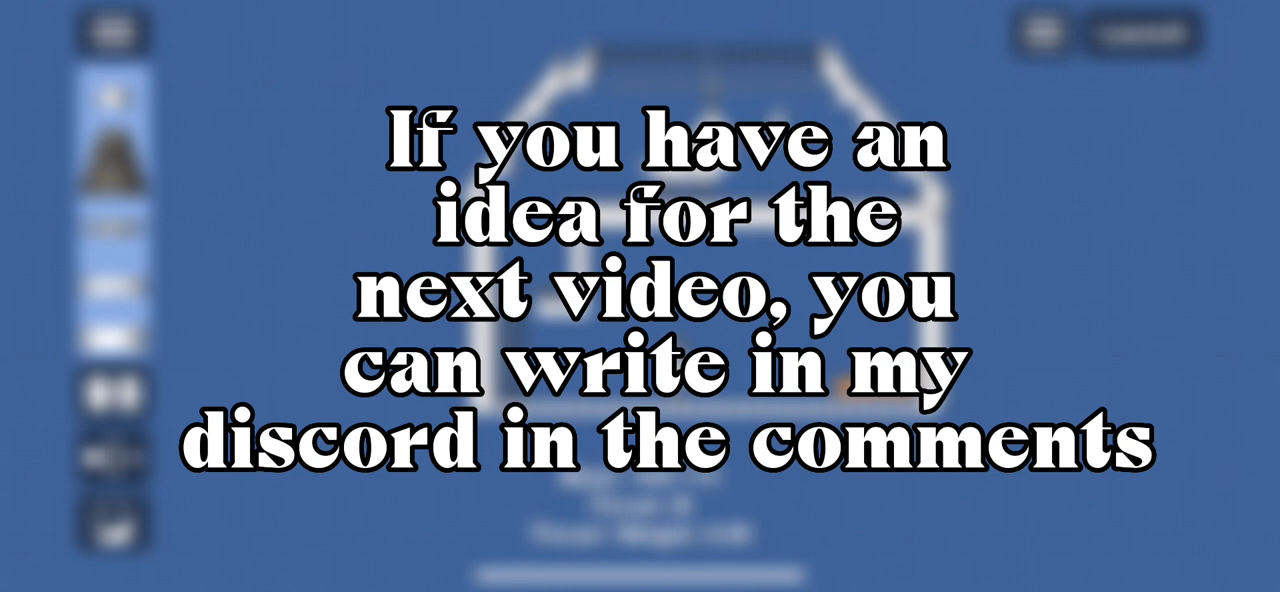 If you have an
idea for the
next video, you
can write in my
discord in the comments